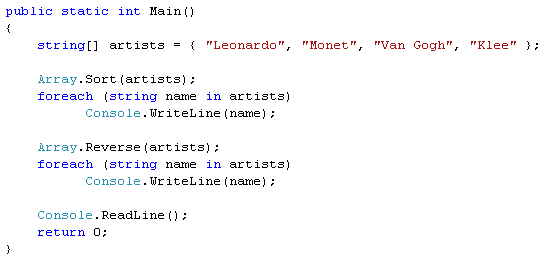 public static int Main()
{
    string[] artists = { "Leonardo", "Monet", "Van Gogh", "Klee" };

    Array.Sort(artists);
    foreach (string name in artists)
          Console.WriteLine(name);

    Array.Reverse(artists);
    foreach (string name in artists)
          Console.WriteLine(name);

    Console.ReadLine();
    return 0;
}